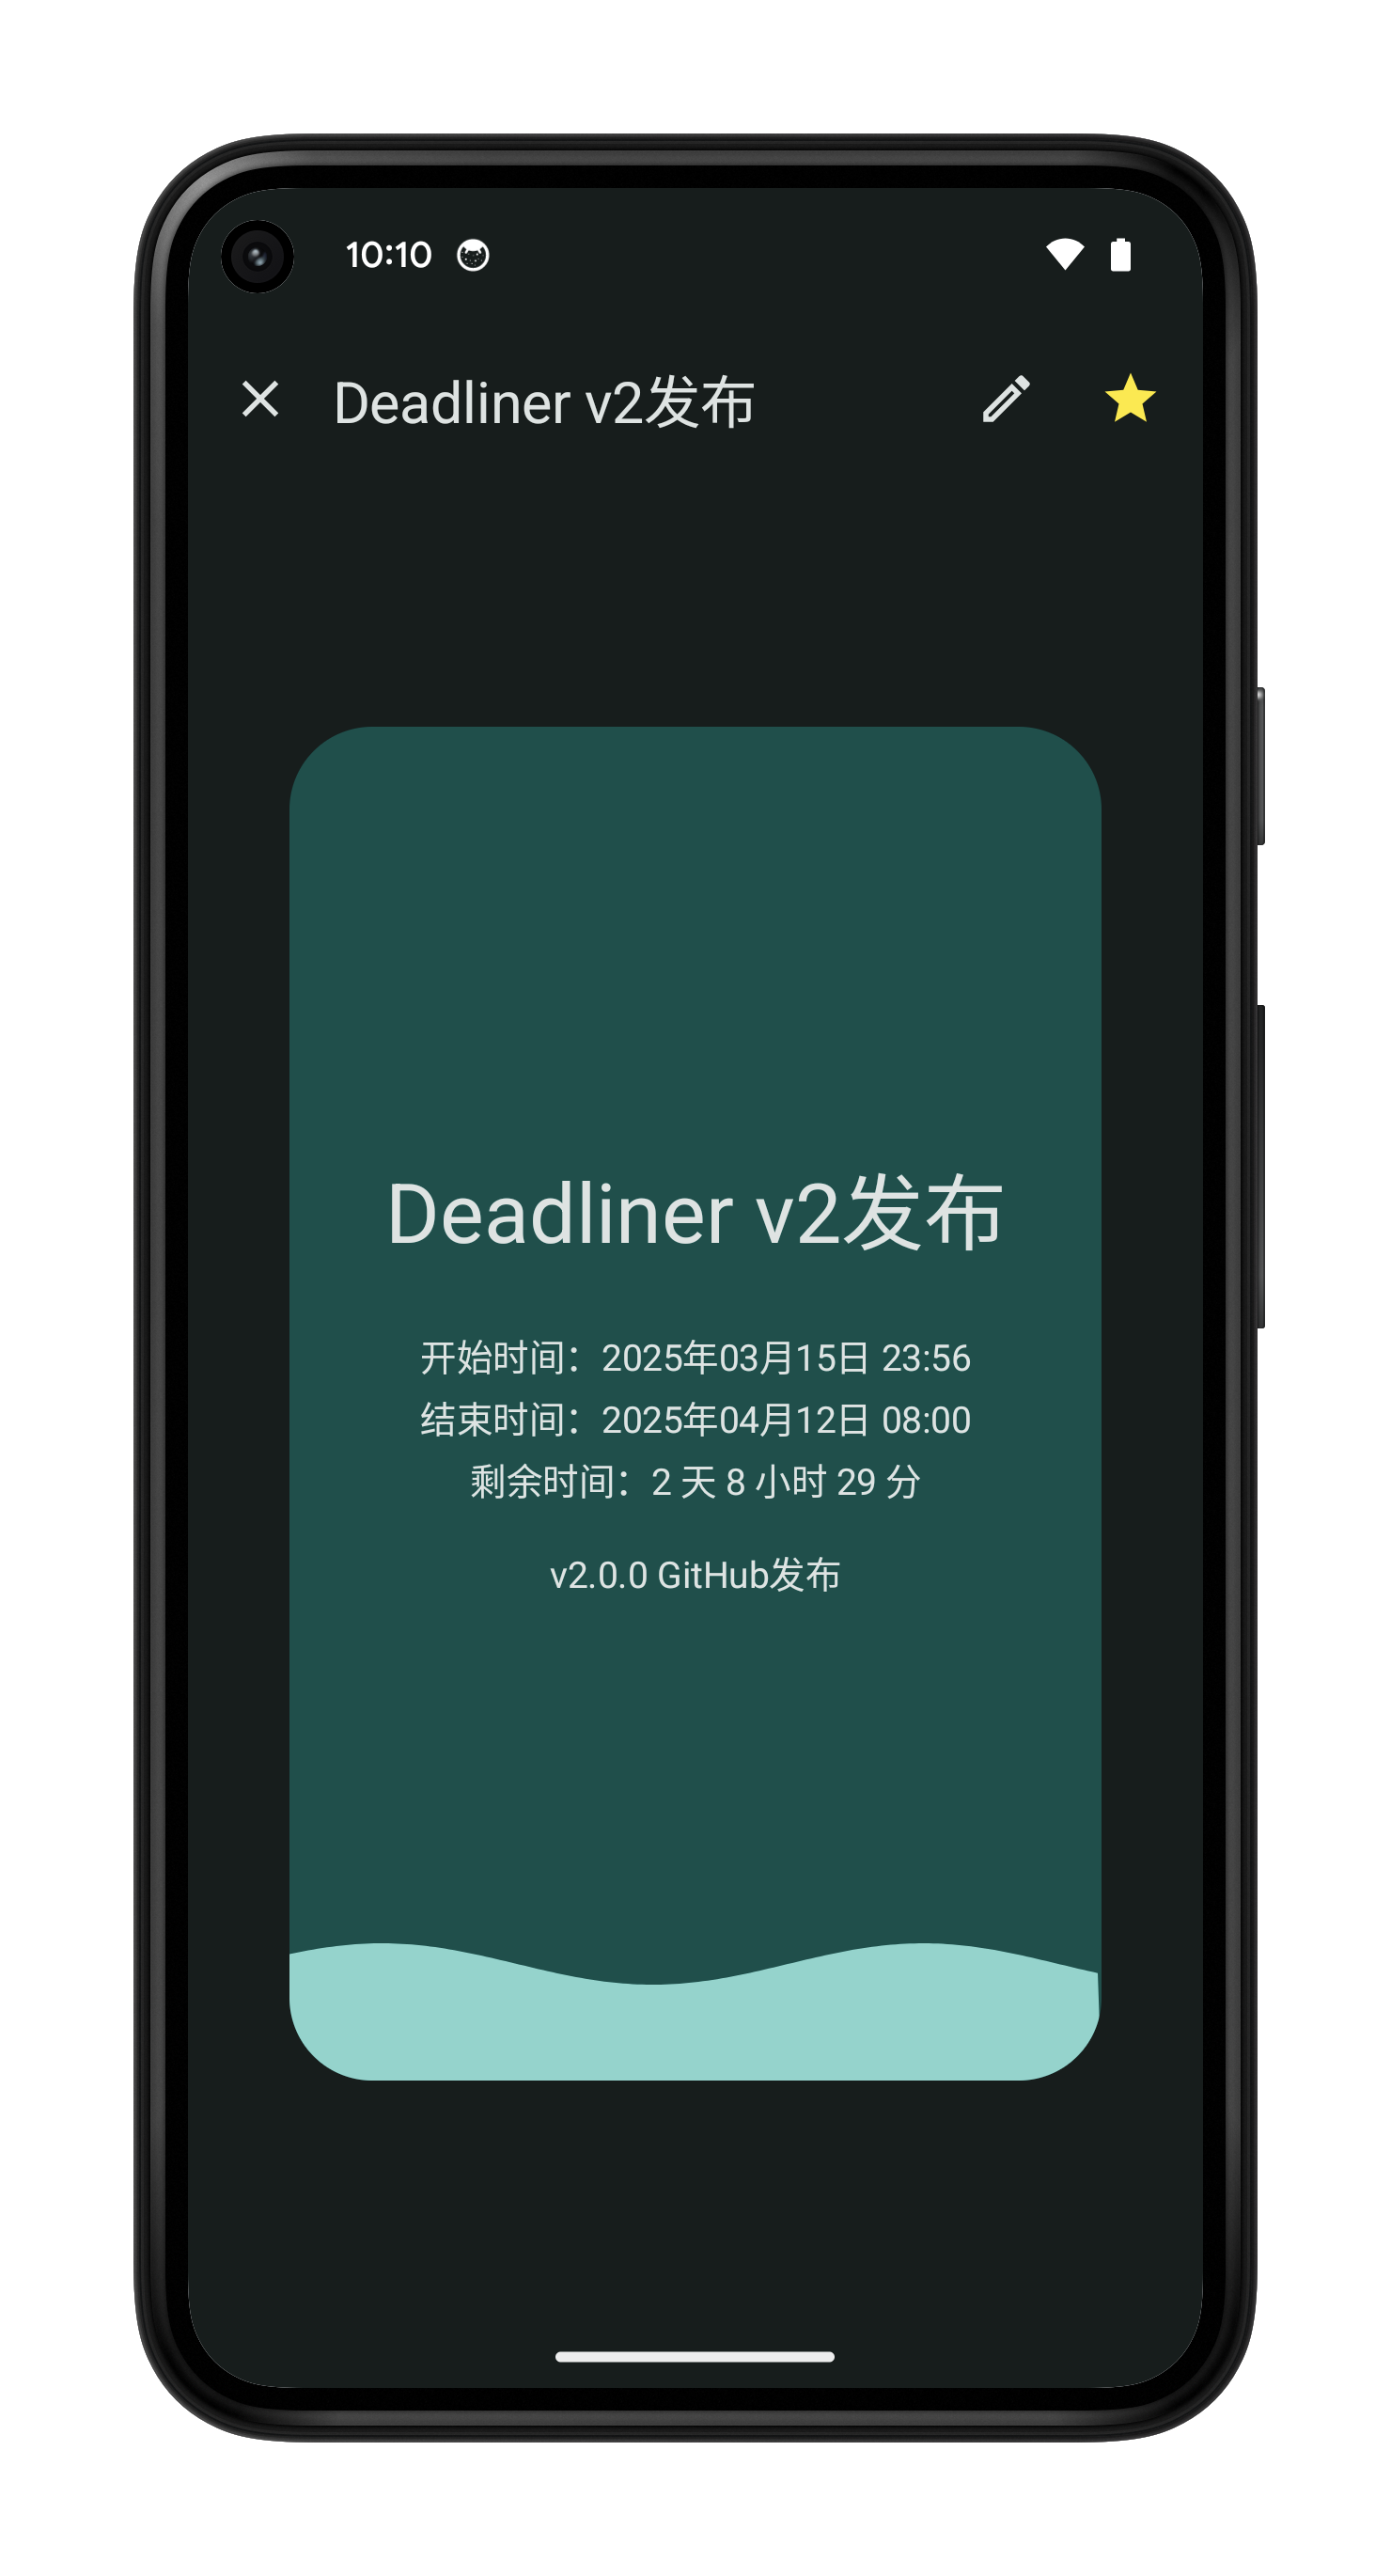 10:10
Deadliner v2发布
Deadliner v2发布
开始时间：2025年03月15日 23:56
结束时间：2025年04月12日 08:00
剩余时间：2 天 8 小时 29 分
v2.0.0 GitHub发布